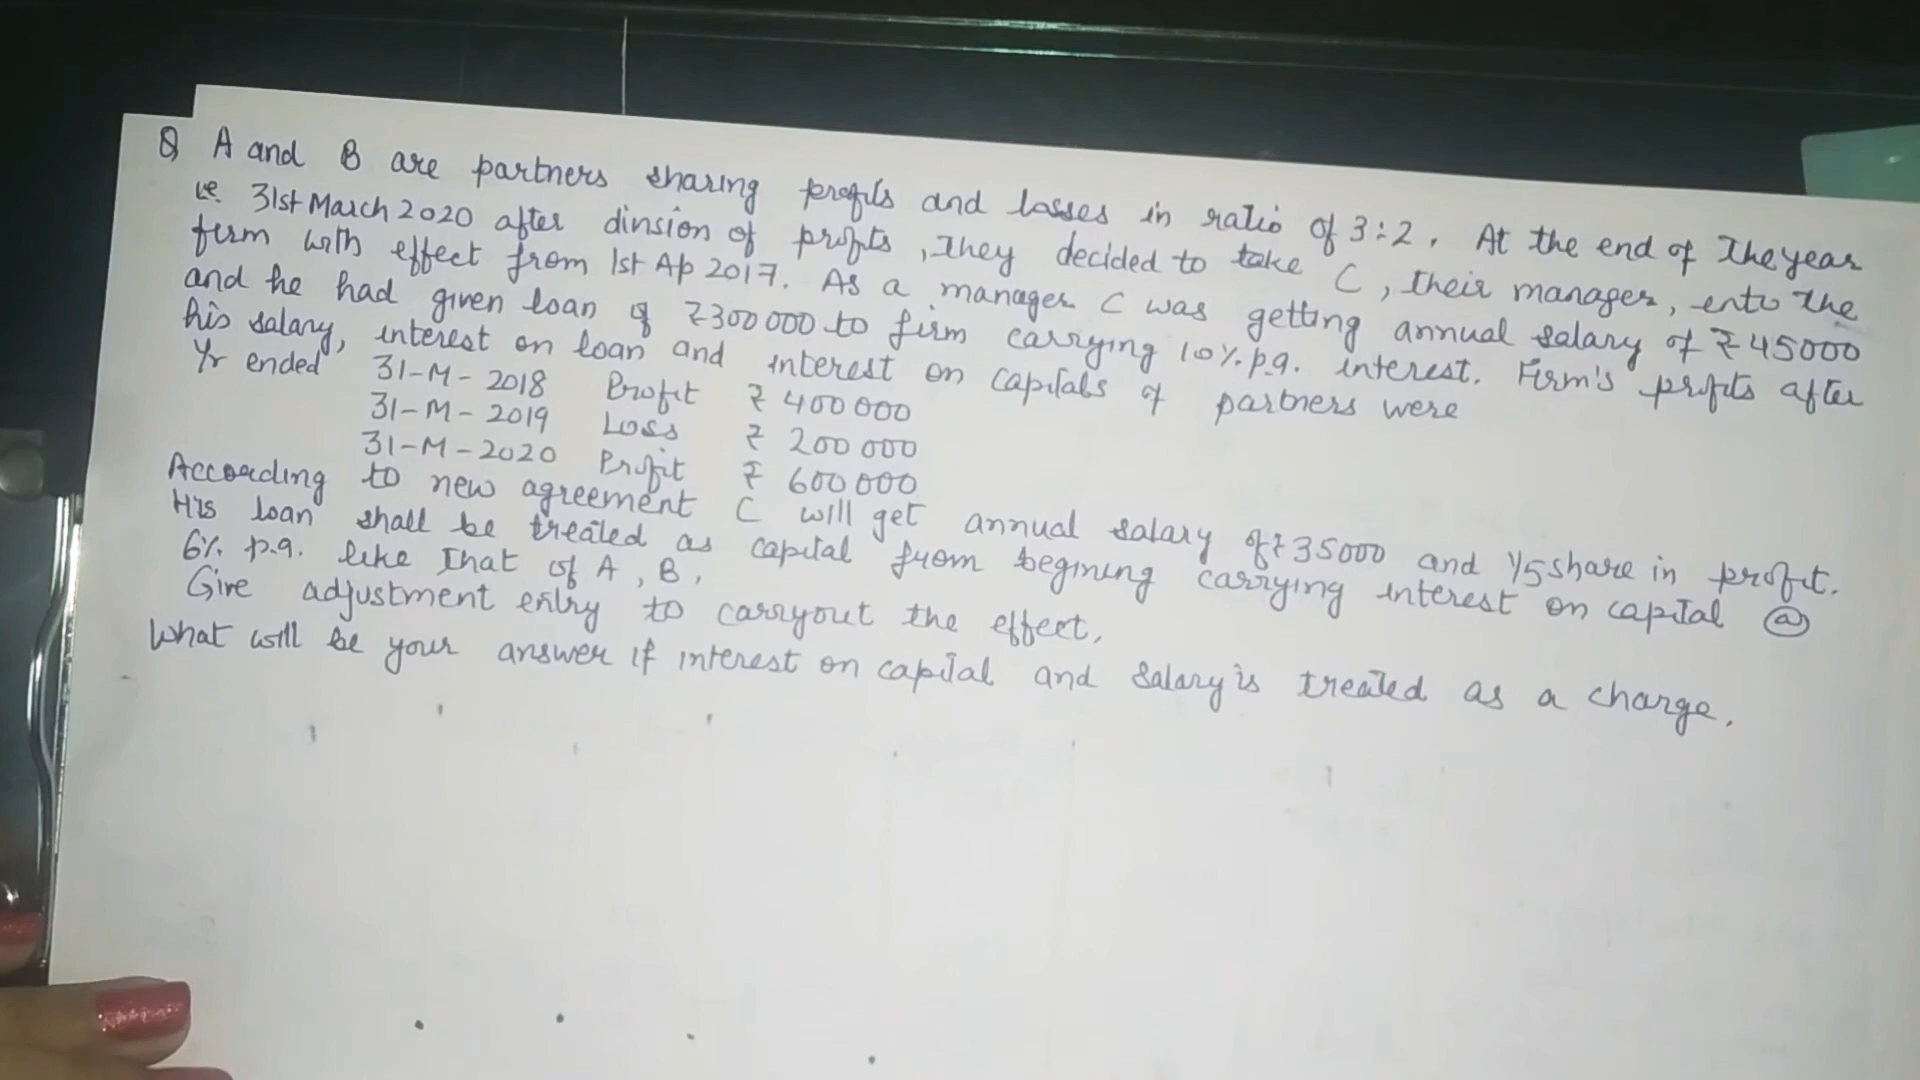 Q A and B are partners sharing profits and losses in ratio of 3:2. At the end of the year
i.e. 31st March 2020 after division of profits, they decided to take C, their manager, into the
firm with effect from 1st Ap 2017. As a manager C was getting annual salary of ₹45000
and he had given loan of ₹300000 to firm carrying 10% p.a. interest. Firm's profits after
his salary, interest on loan and interest on capitals of partners were
Yr ended 31-M-2018 Profit ₹ 400000
31-M-2019 Loss ₹ 200000
31-M-2020 Profit ₹ 600000
According to new agreement C will get annual salary of ₹35000 and 1/5 share in profit.
His loan shall be treated as capital from begining carrying interest on capital @
6% p.a. like that of A, B.
Give adjustment entry to carryout the effect.
What will be your answer if interest on capital and salary is treated as a charge.